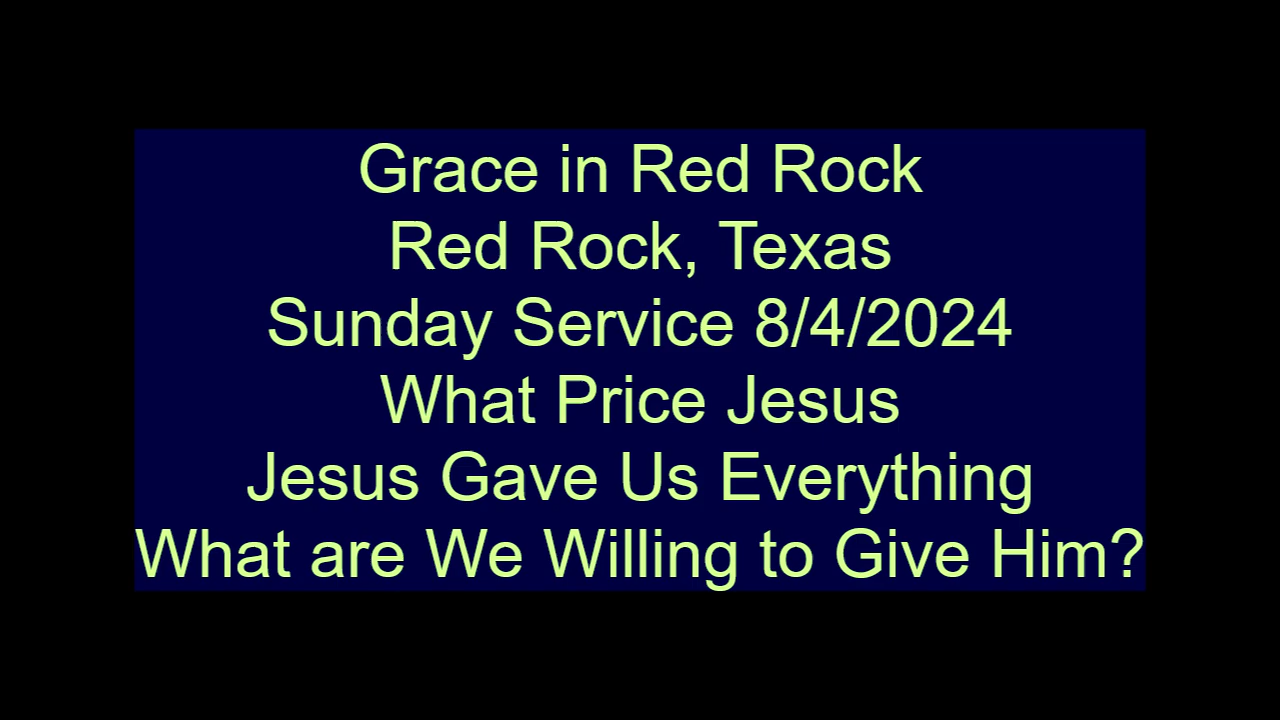 Grace in Red Rock
Red Rock, Texas
Sunday Service 8/4/2024
What Price Jesus
Jesus Gave Us Everything
What are We Willing to Give Him?